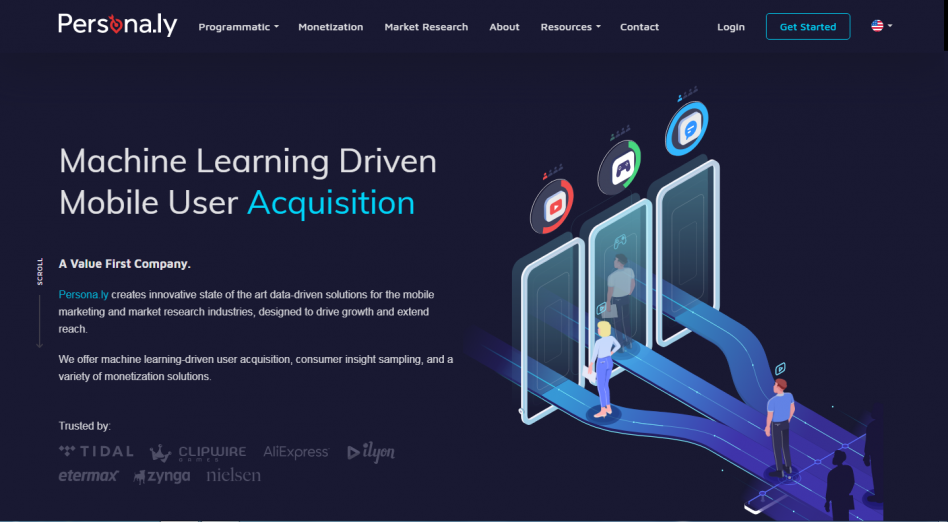 Persona.ly
Programmatic
Monetization
Market Research
About
Resources
Contact
Login
Get Started
Machine Learning Driven
Mobile User Acquisition
SCROLL
A Value First Company.
Persona.ly creates innovative state of the art data-driven solutions for the mobile
marketing and market research industries, designed to drive growth and extend
reach.
We offer machine learning-driven user acquisition, consumer insight sampling, and a
variety of monetization solutions.
Trusted by:
TIDAL
CLIPWIRE
GAMES
AliExpress
ilyon
etermax
zynga
nielsen